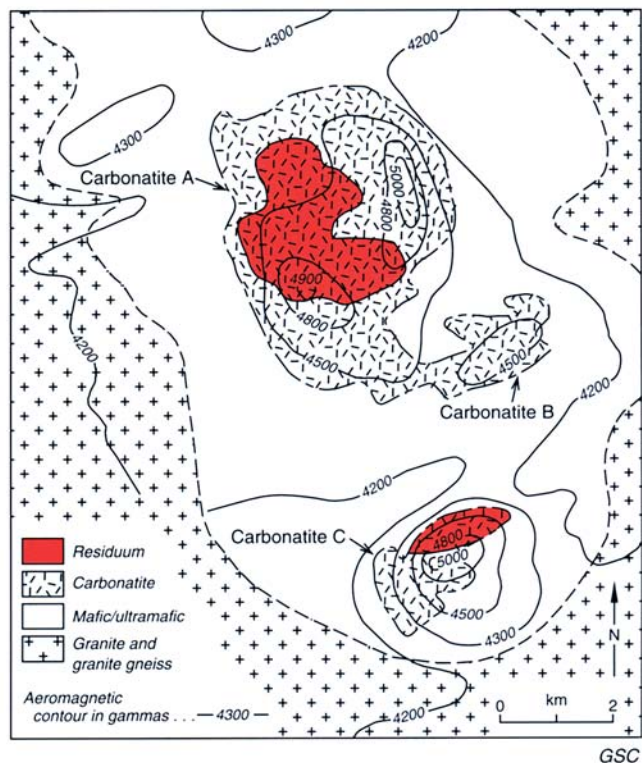 4300
4200
4300
Carbonatite A
5000
4800
4900
4800
4500
4500
4200
4200
Carbonatite B
4200
Carbonatite C
4800
5000
4500
4300
4200
Residuum
Carbonatite
Mafic/ultramafic
Granite and
granite gneiss
Aeromagnetic
contour in gammas . . . —4300—
N
km
0 2
GSC